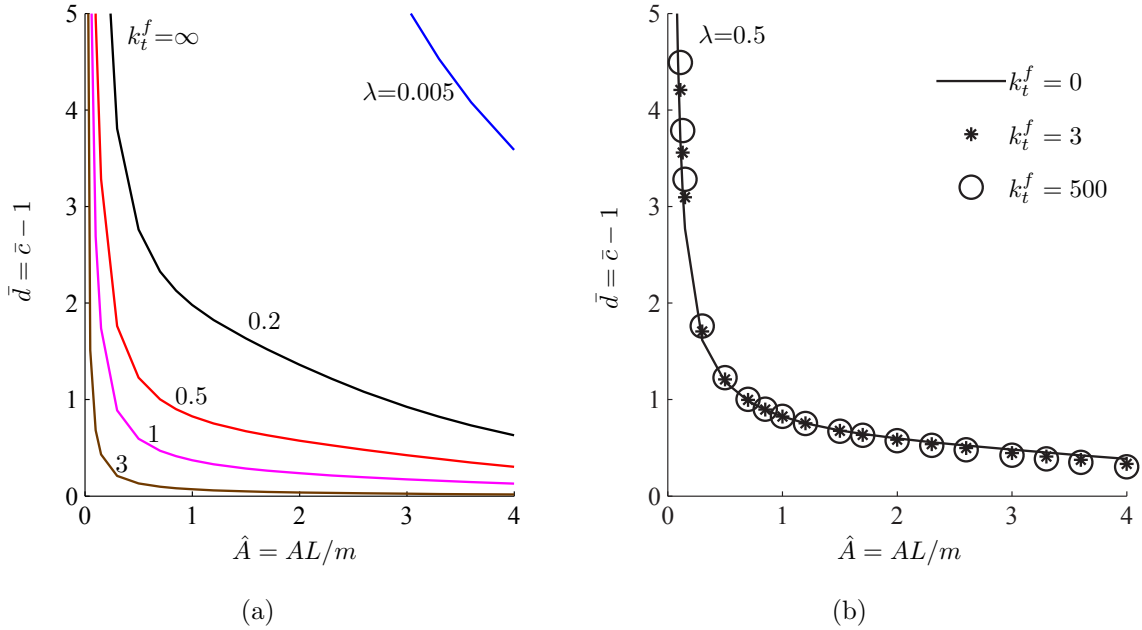 5
4
3
2
1
0
0
1
2
3
4
k_t^f=∞
λ=0.005
0.2
0.5
1
3
d̄ = c̄ − 1
Â = AL/m
(a)
5
4
3
2
1
0
0
1
2
3
4
λ=0.5
k_t^f = 0
k_t^f = 3
k_t^f = 500
d̄ = c̄ − 1
Â = AL/m
(b)